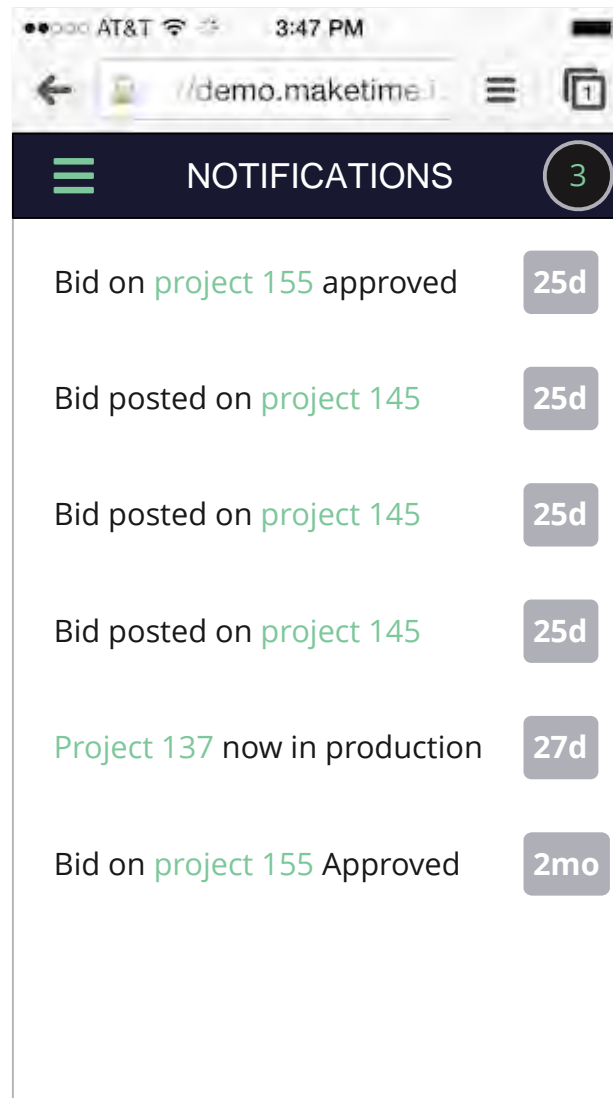 AT&T 3:47 PM
//demo.maketime.i
1
NOTIFICATIONS 3
Bid on project 155 approved 25d
Bid posted on project 145 25d
Bid posted on project 145 25d
Bid posted on project 145 25d
Project 137 now in production 27d
Bid on project 155 Approved 2mo